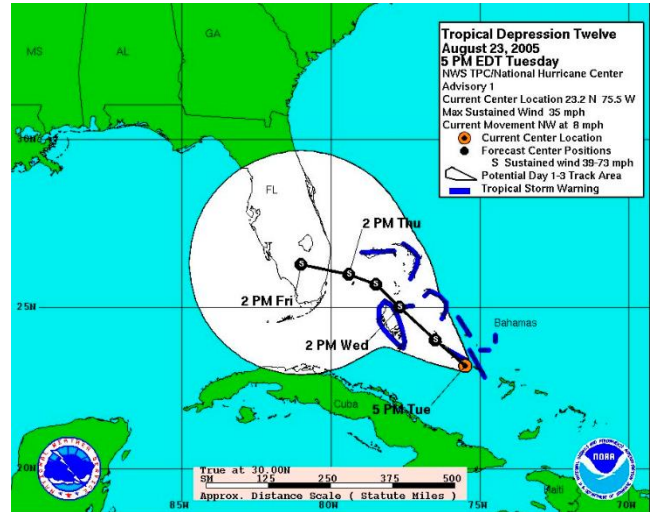 MS
AL
GA
FL
Tropical Depression Twelve
August 23, 2005
5 PM EDT Tuesday
NWS TPC/National Hurricane Center
Advisory 1
Current Center Location 23.2 N 75.5 W
Max Sustained Wind 35 mph
Current Movement NW at 8 mph
Current Center Location
Forecast Center Positions
S Sustained wind 39-73 mph
Potential Day 1-3 Track Area
Tropical Storm Warning
30N
2 PM Thu
S
S
S
S
S
25N
2 PM Fri
2 PM Wed
Bahamas
5 PM Tue
Cuba
20N
Haiti
NOAA
True at 30.00N
SM 125 250 375 500
Approx. Distance Scale ( Statute Miles )
85W
80W
75W
70W